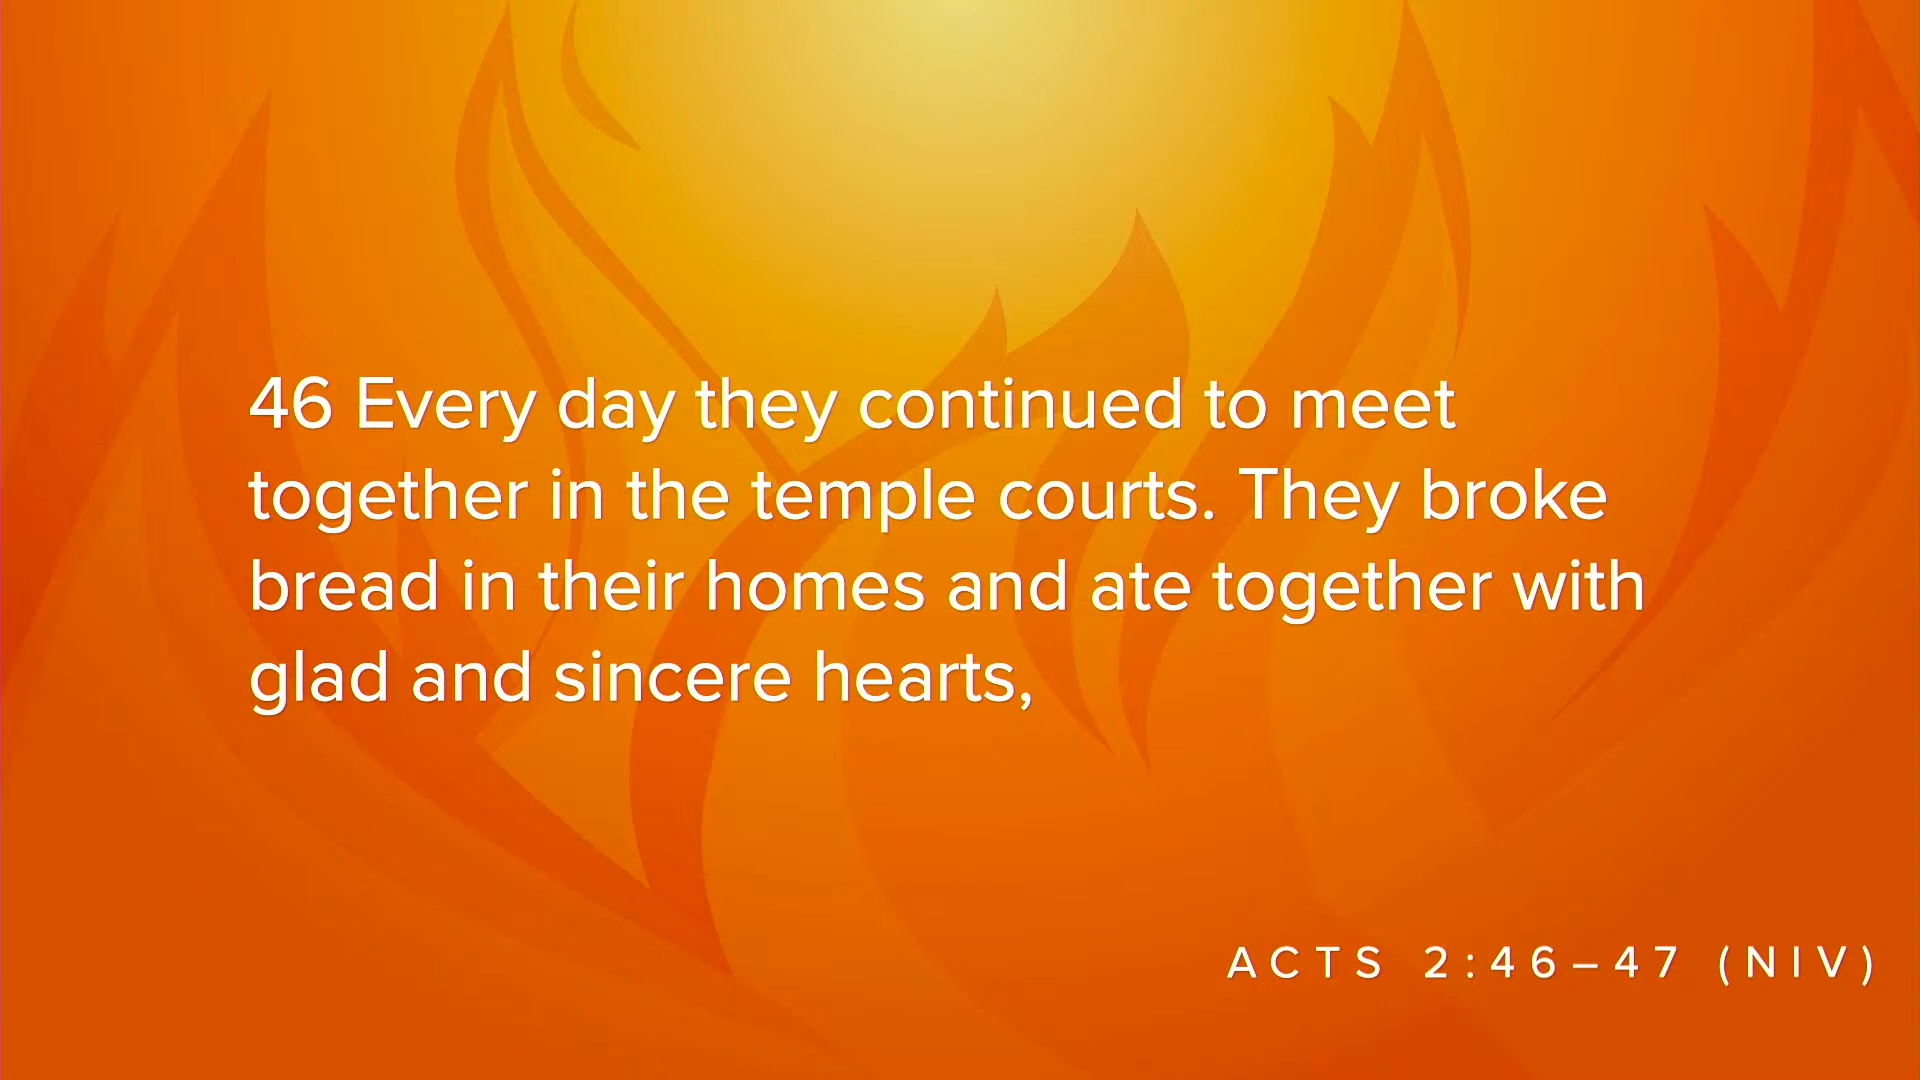 46 Every day they continued to meet
together in the temple courts. They broke
bread in their homes and ate together with
glad and sincere hearts,
ACTS 2:46–47 (NIV)